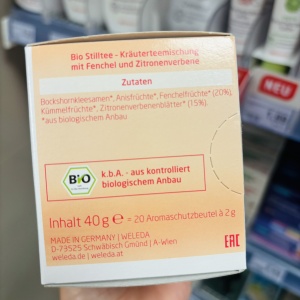 Bio Stilltee - Kräuterteemischung
mit Fenchel und Zitronenverbene
Zutaten
Bockshornkleesamen*, Anisfrüchte*, Fenchelfrüchte* (20%),
Kümmelfrüchte*, Zitronenverbenenblätter* (15%).
*aus biologischem Anbau
Bio
k.b.A. - aus kontrolliert
biologischem Anbau
Inhalt 40 g e = 20 Aromaschutzbeutel à 2 g
MADE IN GERMANY | WELEDA
D-73525 Schwäbisch Gmünd | A-Wien
weleda.de | weleda.at
EAC
NEU